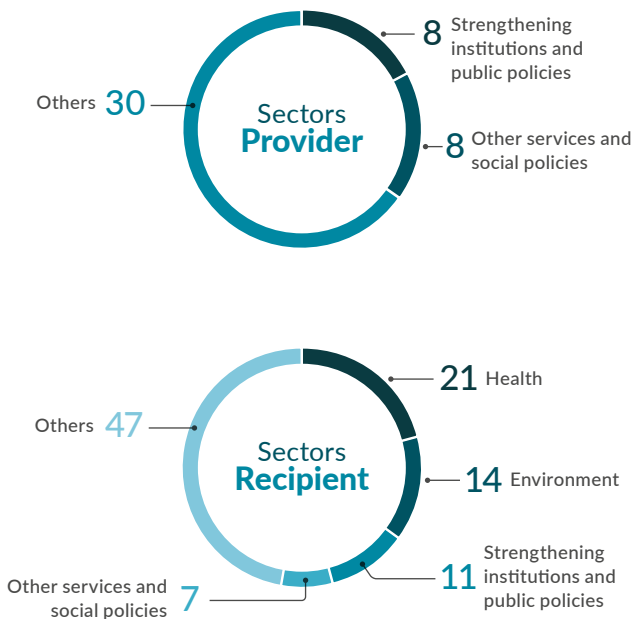 8 Strengthening
institutions and
public policies
Others 30
Sectors
Provider
8 Other services and
social policies
21 Health
Others 47
Sectors
Recipient
14 Environment
11 Strengthening
institutions and
public policies
Other services and
social policies 7